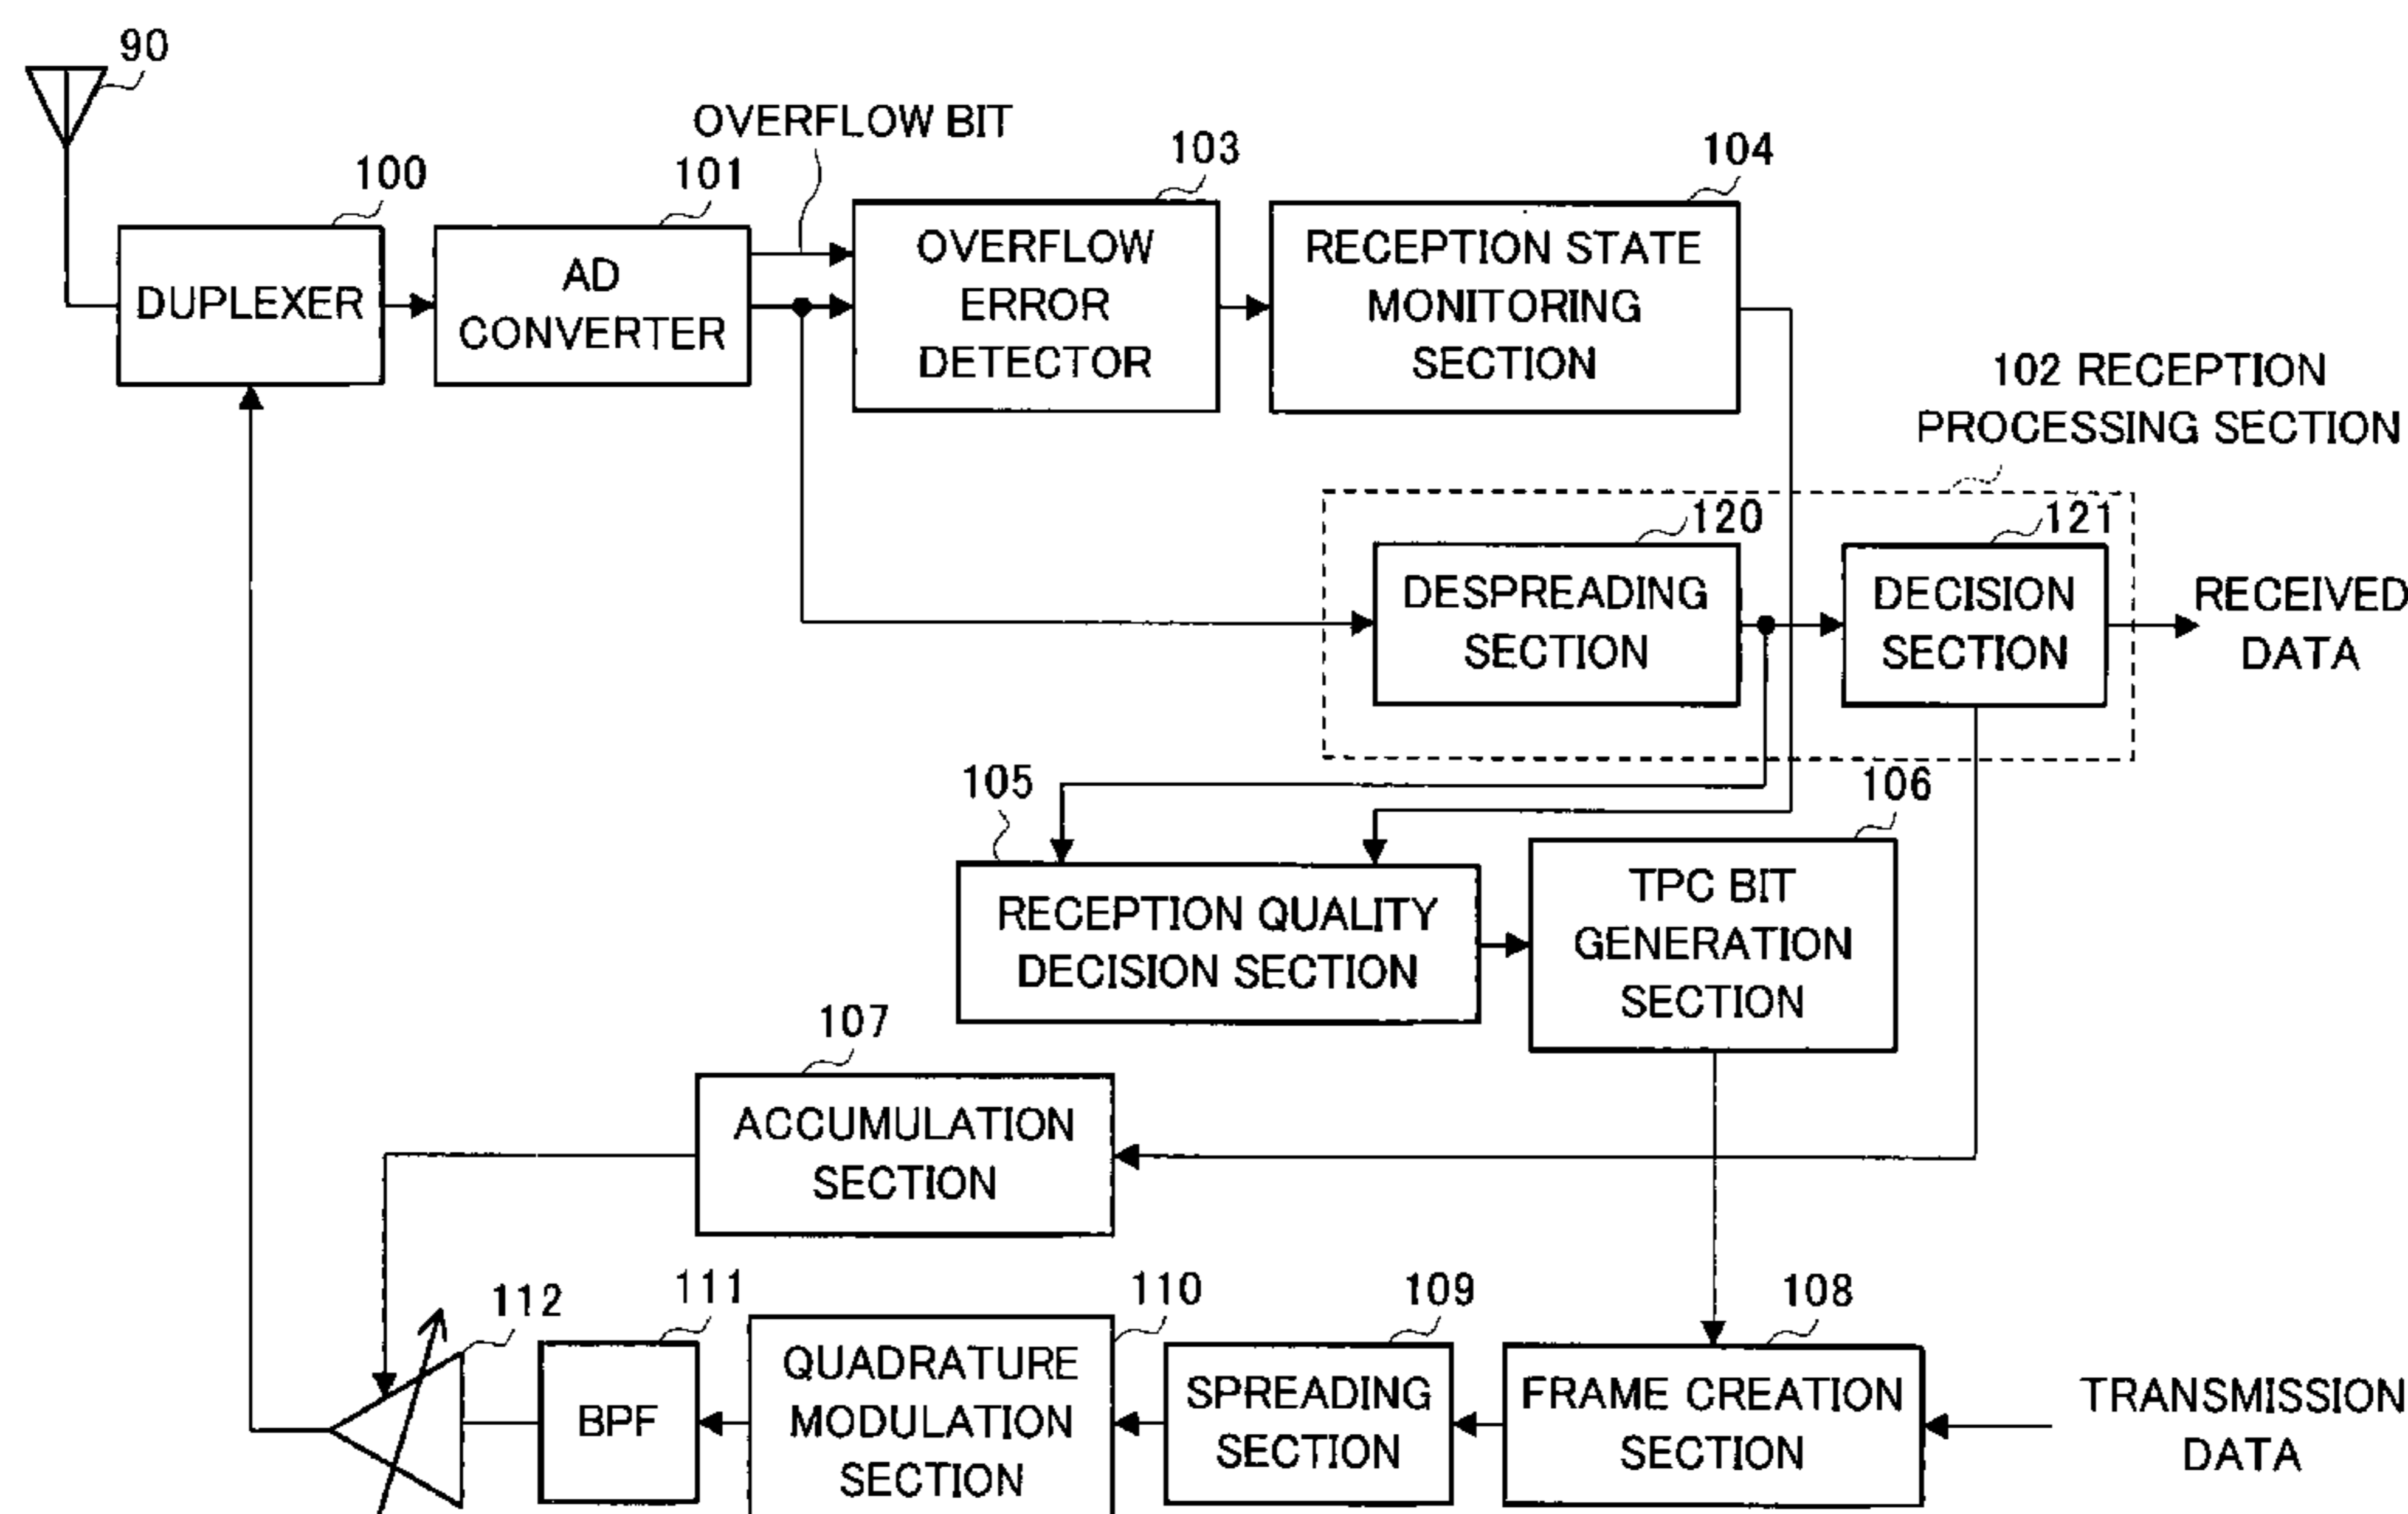 90
OVERFLOW BIT
100
101
103
104
DUPLEXER
AD
CONVERTER
OVERFLOW
ERROR
DETECTOR
RECEPTION STATE
MONITORING
SECTION
102 RECEPTION
PROCESSING SECTION
120
121
DESPREADING
SECTION
DECISION
SECTION
RECEIVED
DATA
105
106
RECEPTION QUALITY
DECISION SECTION
TPC BIT
GENERATION
SECTION
107
ACCUMULATION
SECTION
112
111
110
109
108
BPF
QUADRATURE
MODULATION
SECTION
SPREADING
SECTION
FRAME CREATION
SECTION
TRANSMISSION
DATA